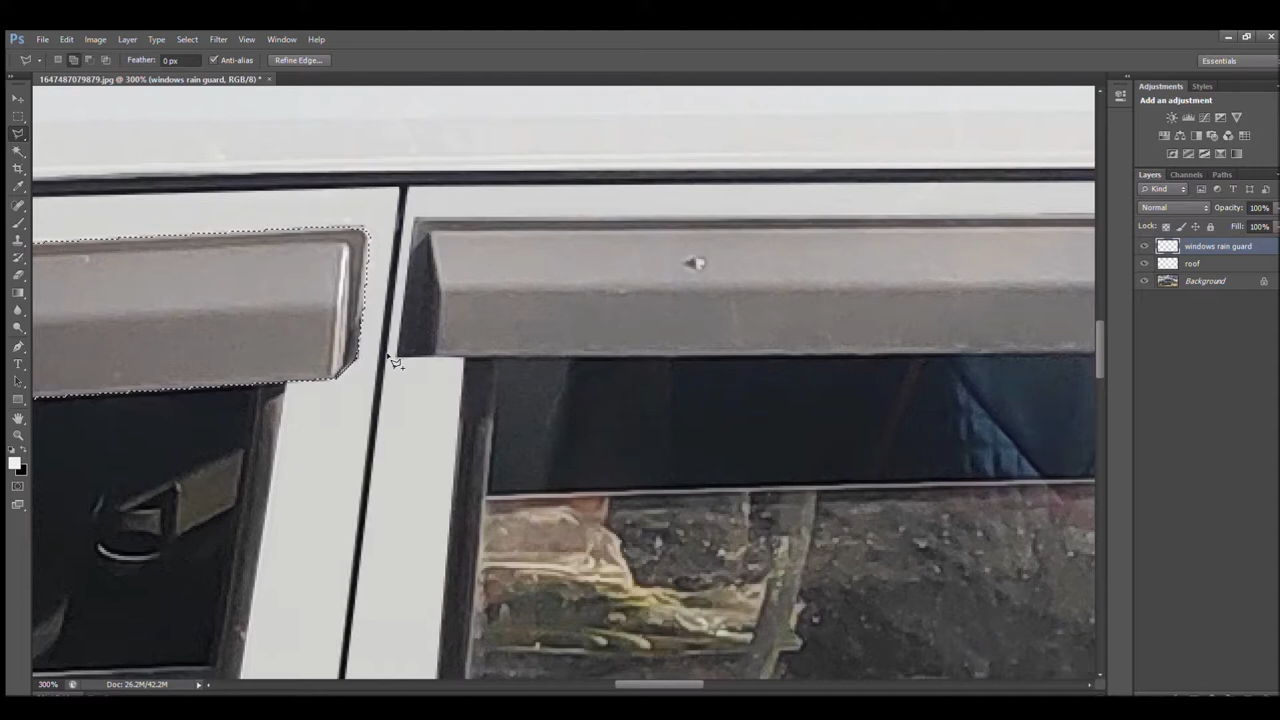 Ps File Edit Image Layer Type Select Filter View Window Help
Feather: 0 px Anti-alias Refine Edge... Essentials
1647487079879.jpg @ 300% (windows rain guard, RGB/8) * ×
Adjustments Styles
Add an adjustment
Layers Channels Paths
Kind
Normal Opacity: 100%
Lock: Fill: 100%
windows rain guard
roof
Background
300% Doc: 26.2M/42.2M